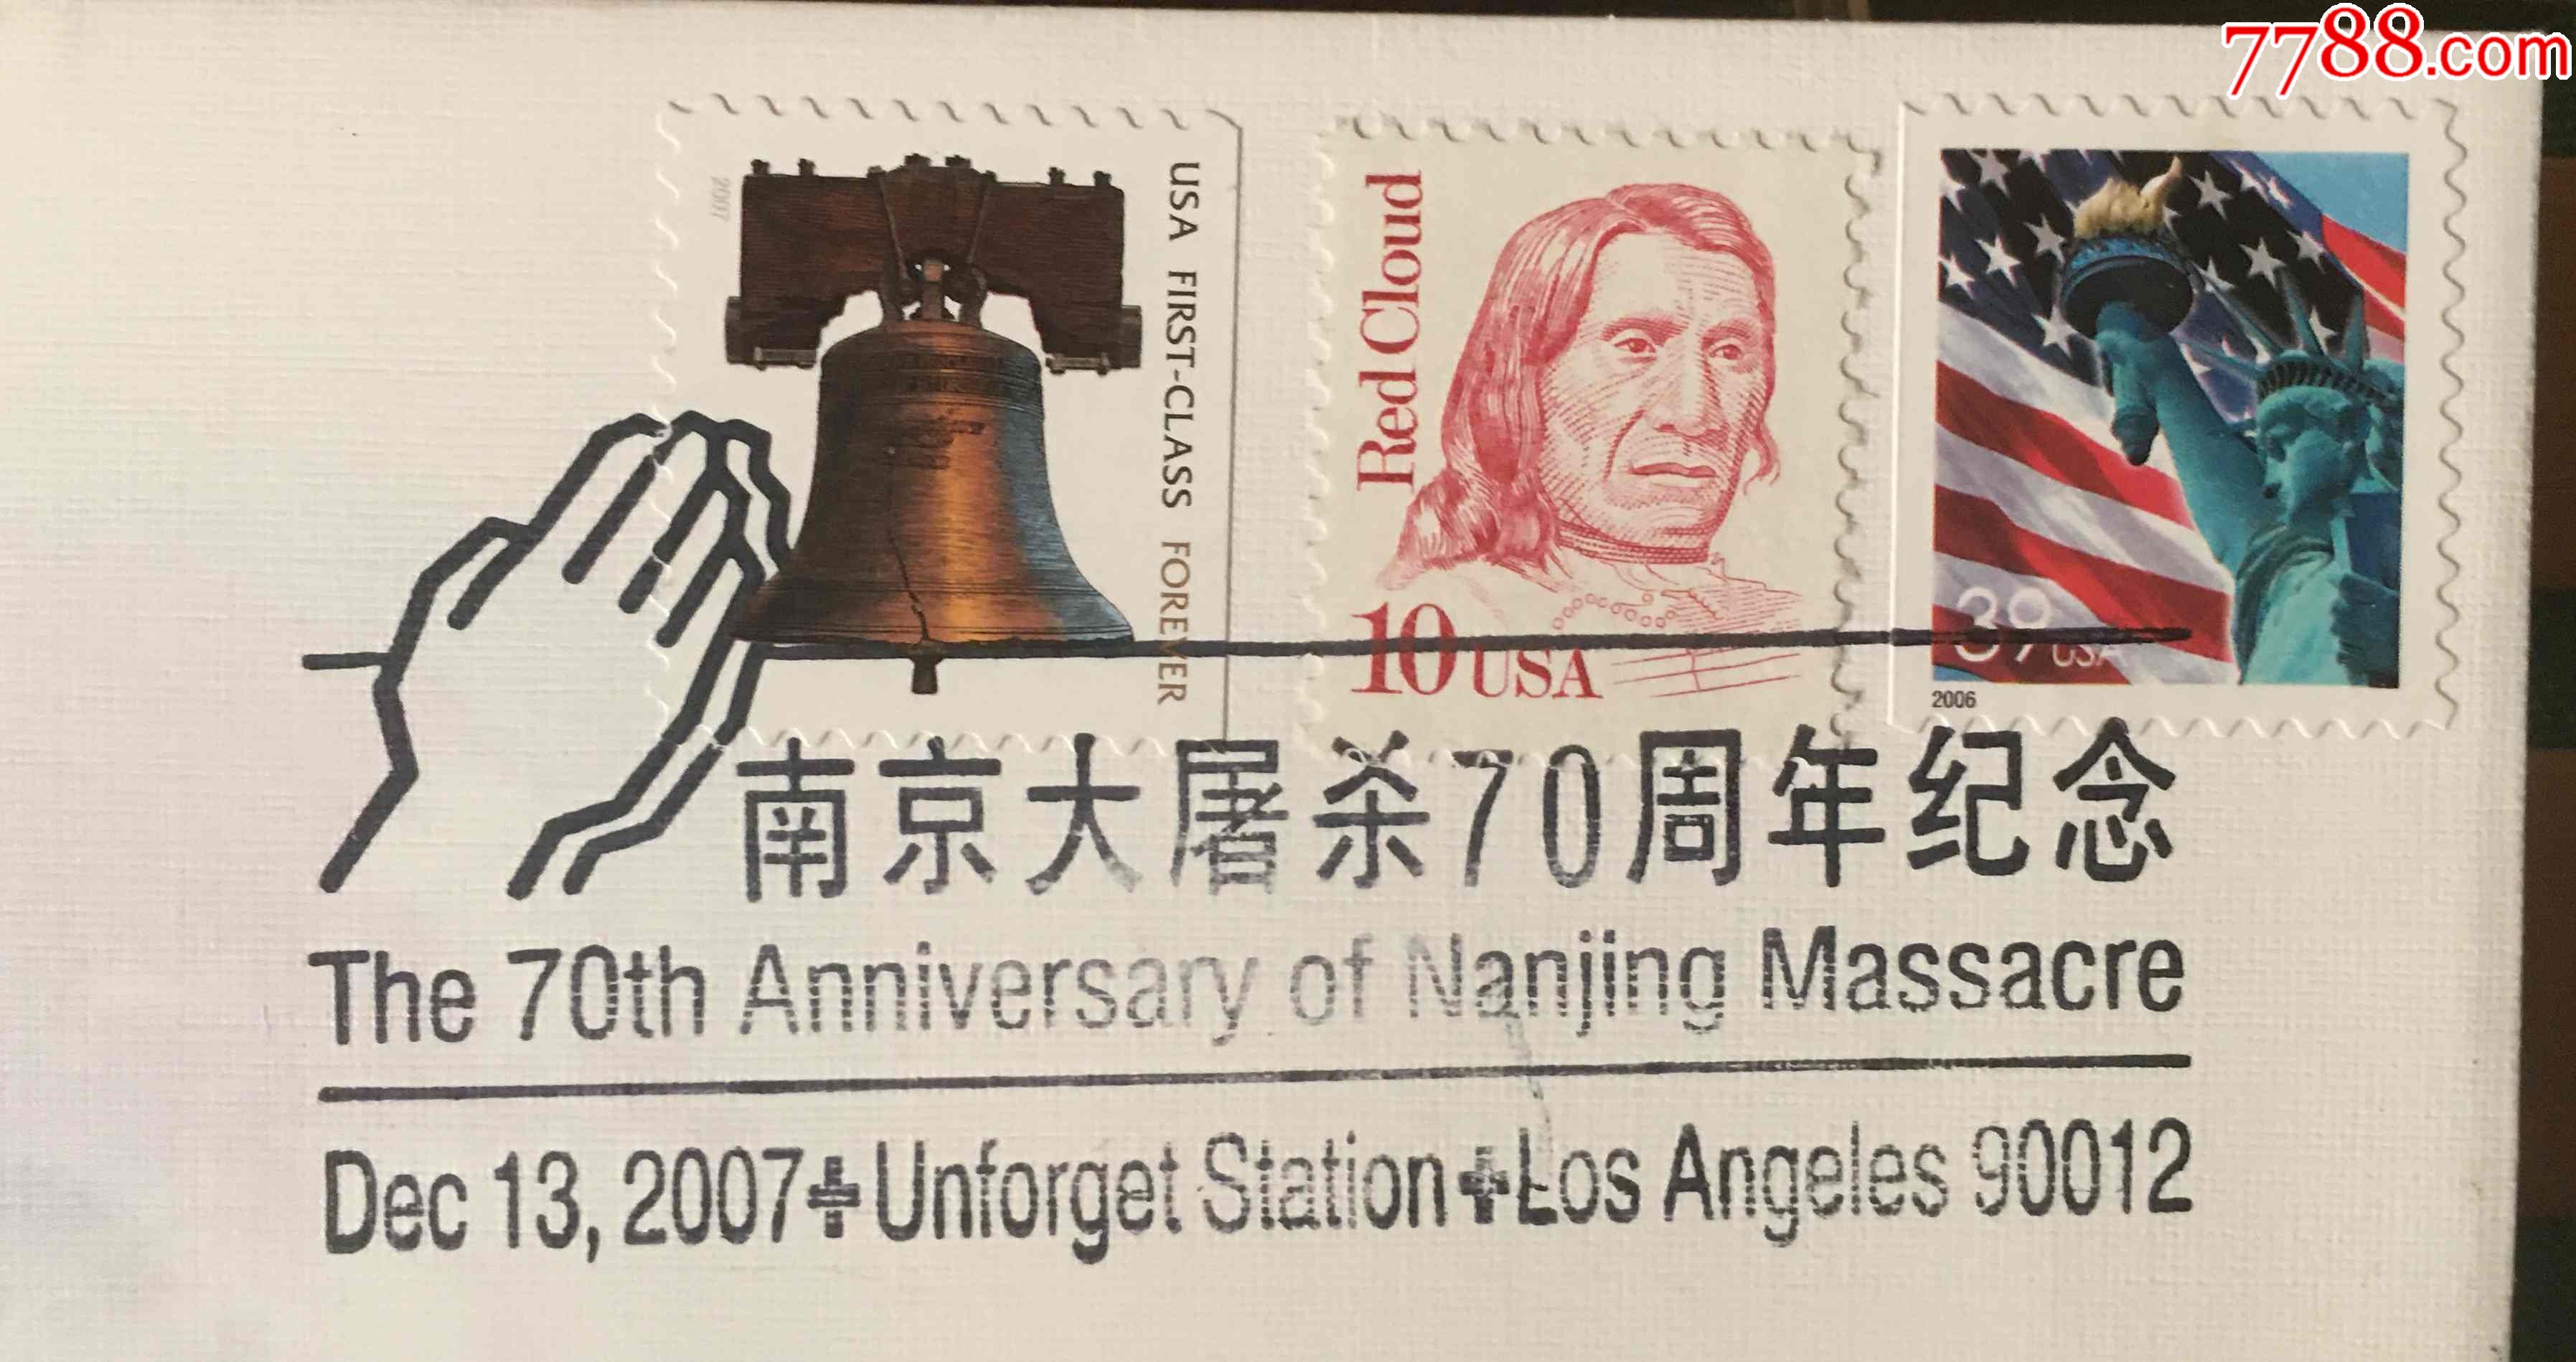 7788.com
2007
USA FIRST-CLASS FOREVER
Red Cloud
10 USA
39 USA
2006
南京大屠杀70周年纪念
The 70th Anniversary of Nanjing Massacre
Dec 13, 2007 + Unforget Station + Los Angeles 90012